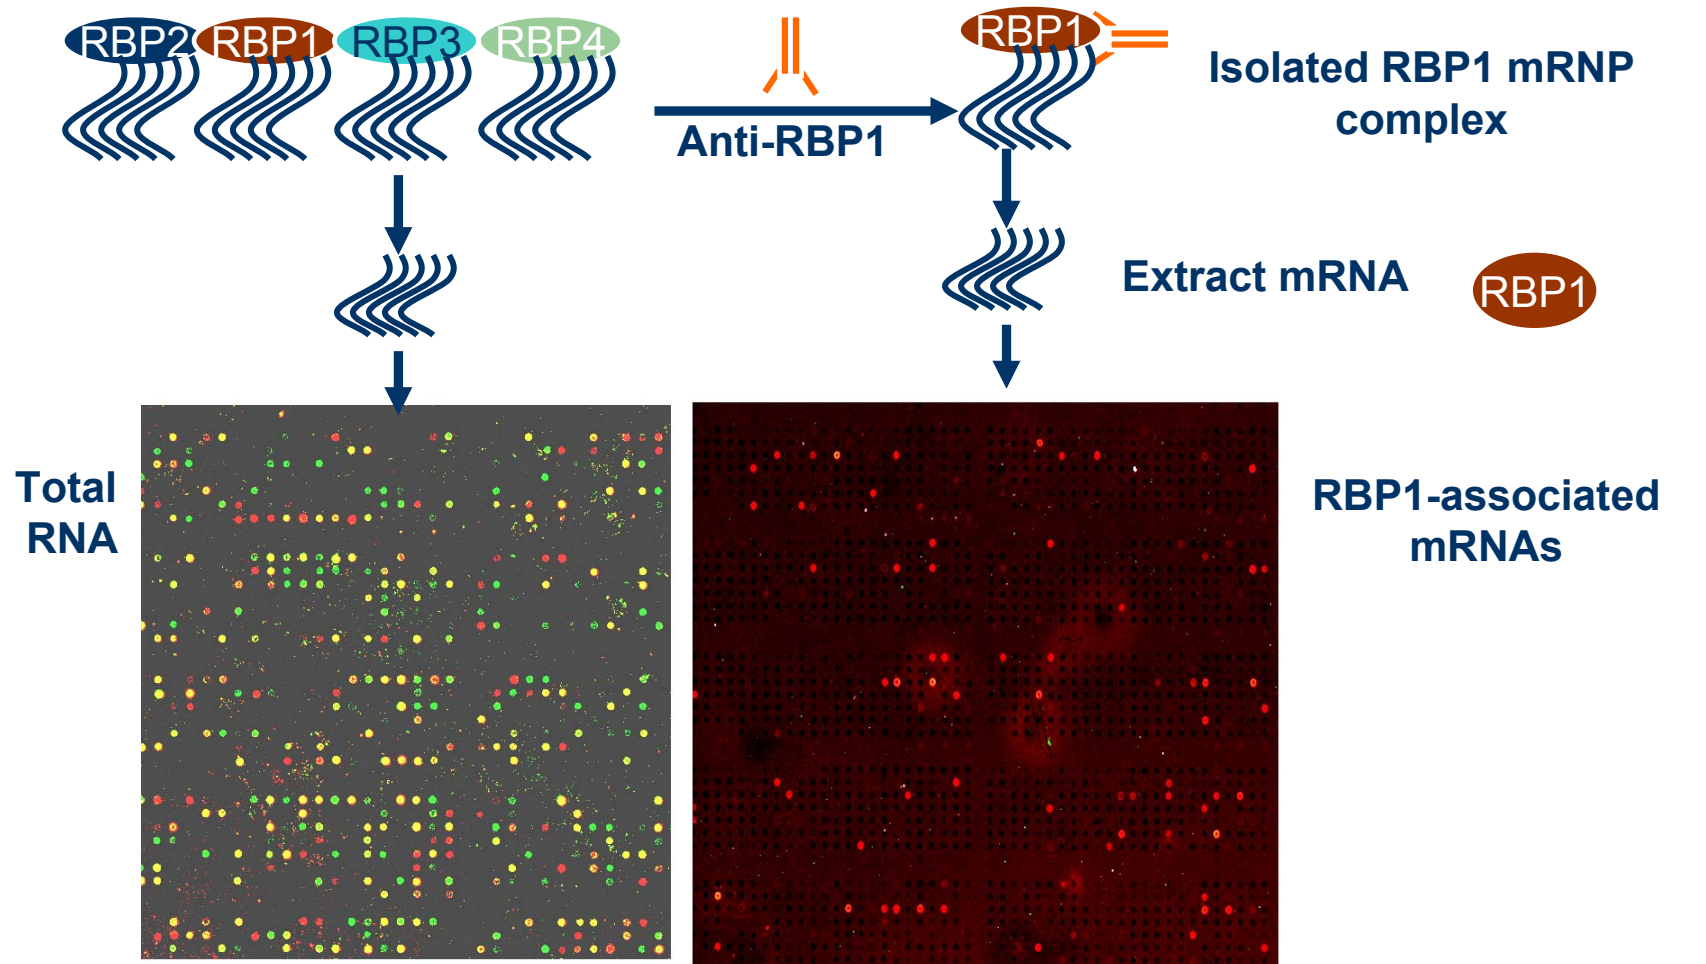 RBP2 RBP1 RBP3 RBP4
Anti-RBP1
RBP1
Isolated RBP1 mRNP
complex
Extract mRNA
RBP1
Total
RNA
RBP1-associated
mRNAs